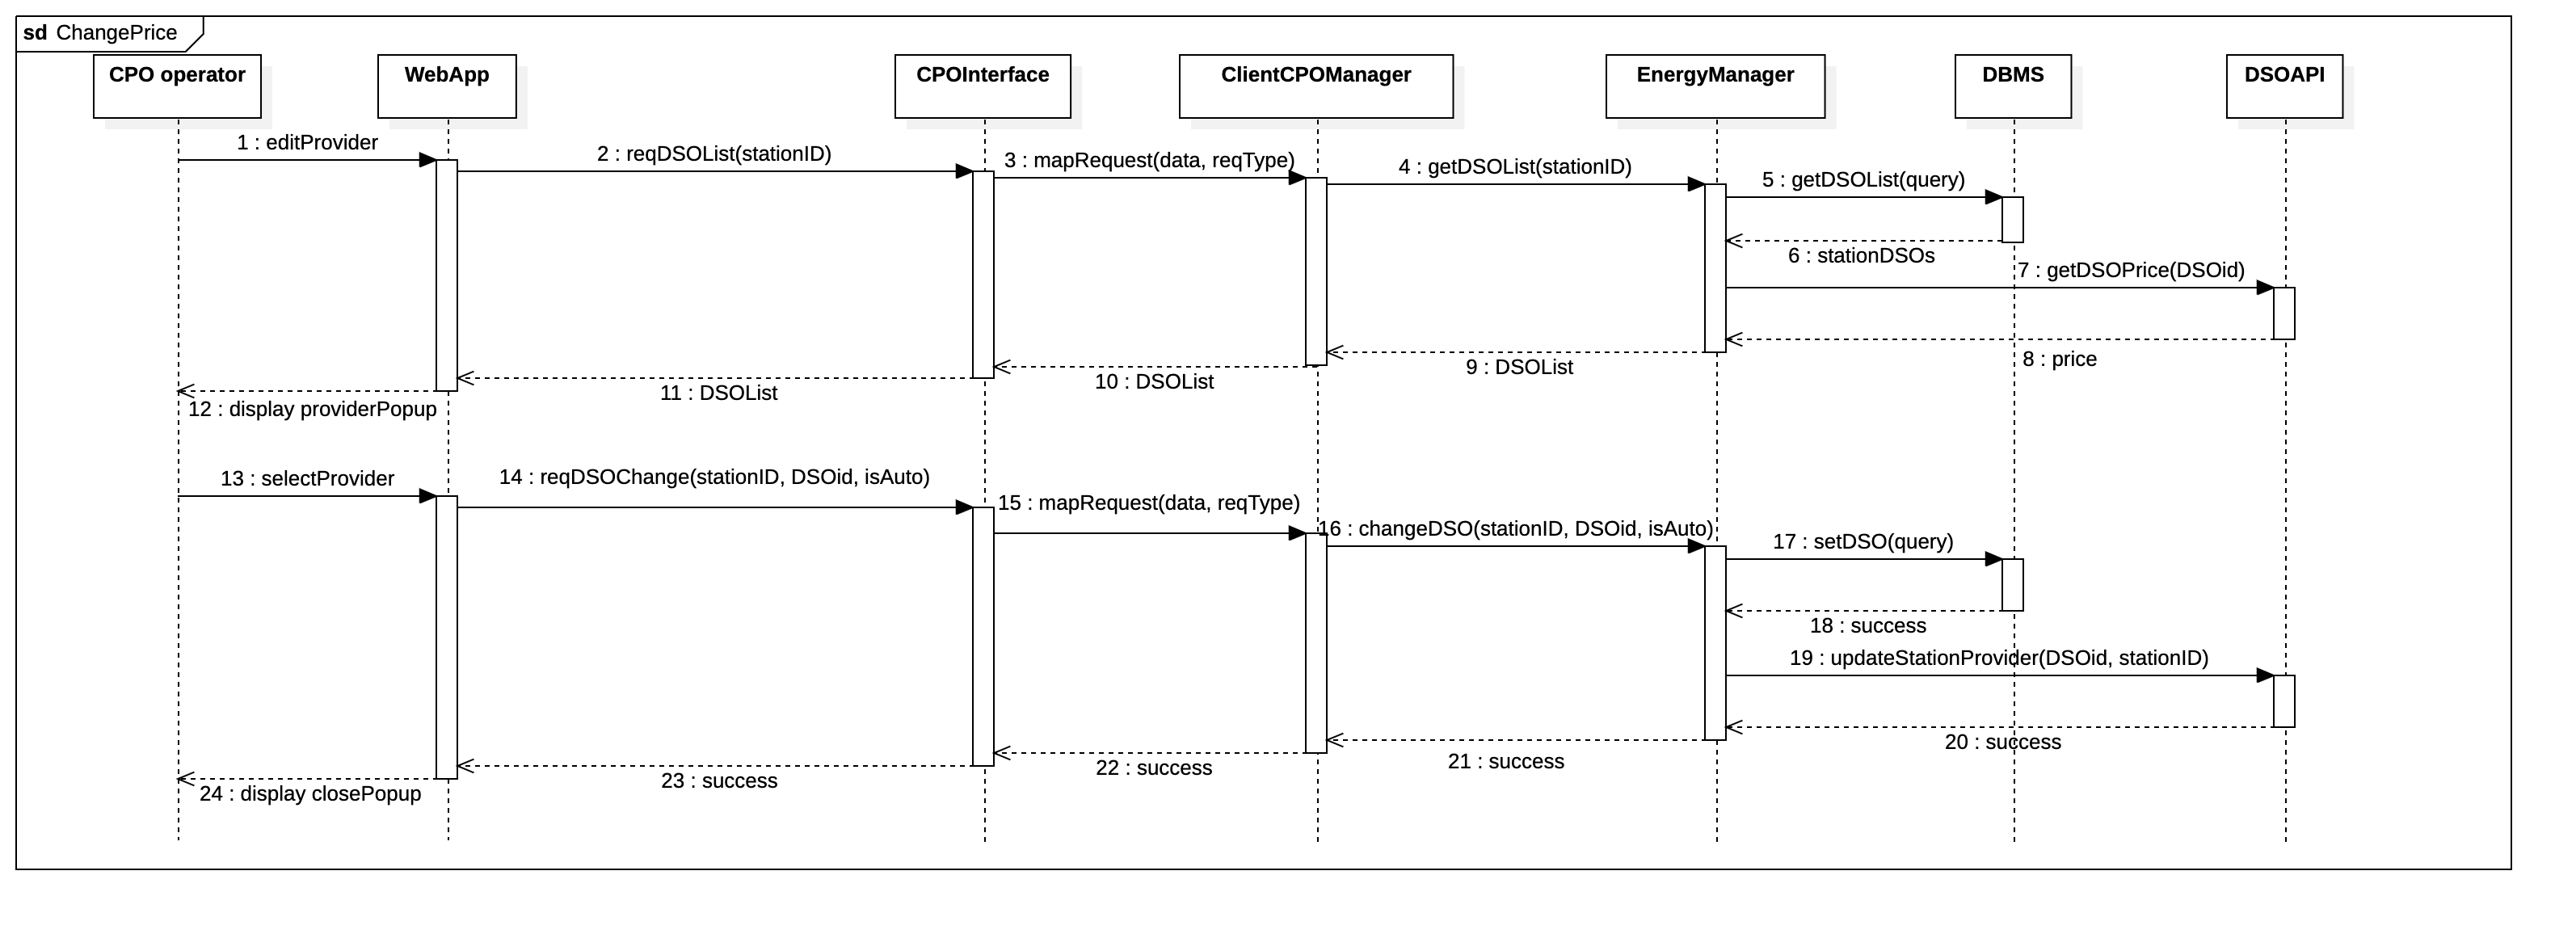 sd ChangePrice
CPO operator
WebApp
CPOInterface
ClientCPOManager
EnergyManager
DBMS
DSOAPI
1 : editProvider
2 : reqDSOList(stationID)
3 : mapRequest(data, reqType)
4 : getDSOList(stationID)
5 : getDSOList(query)
6 : stationDSOs
7 : getDSOPrice(DSOid)
8 : price
9 : DSOList
10 : DSOList
11 : DSOList
12 : display providerPopup
13 : selectProvider
14 : reqDSOChange(stationID, DSOid, isAuto)
15 : mapRequest(data, reqType)
16 : changeDSO(stationID, DSOid, isAuto)
17 : setDSO(query)
18 : success
19 : updateStationProvider(DSOid, stationID)
20 : success
21 : success
22 : success
23 : success
24 : display closePopup